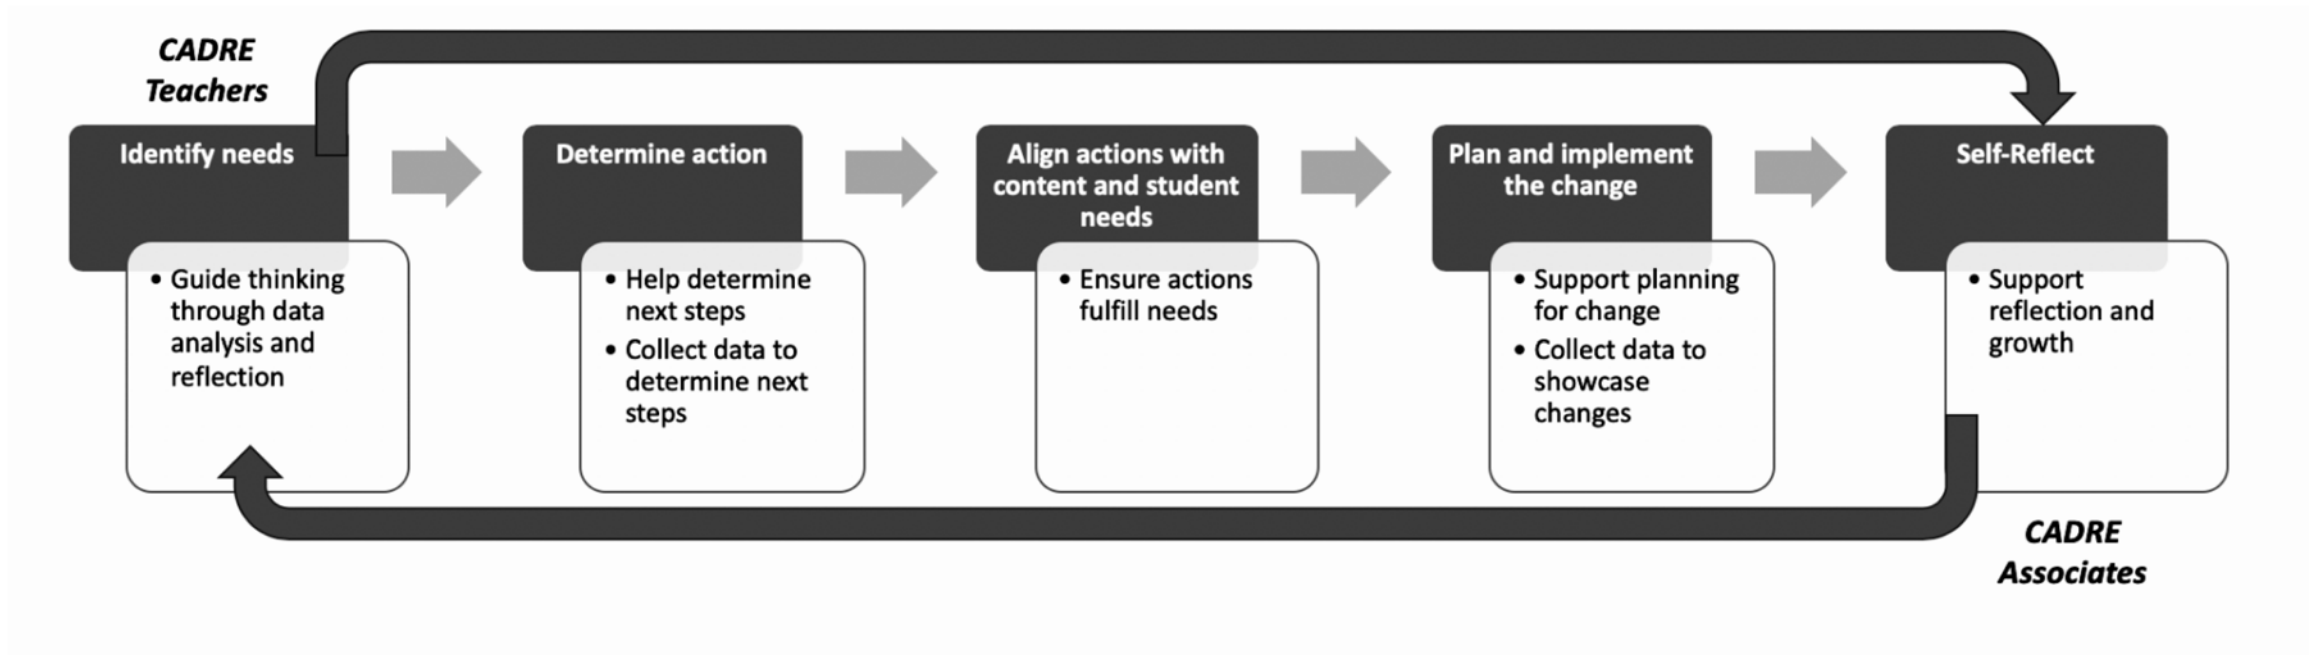 CADRE
Teachers
Identify needs
• Guide thinking
through data
analysis and
reflection
Determine action
• Help determine
next steps
• Collect data to
determine next
steps
Align actions with
content and student
needs
• Ensure actions
fulfill needs
Plan and implement
the change
• Support planning
for change
• Collect data to
showcase
changes
Self-Reflect
• Support
reflection and
growth
CADRE
Associates